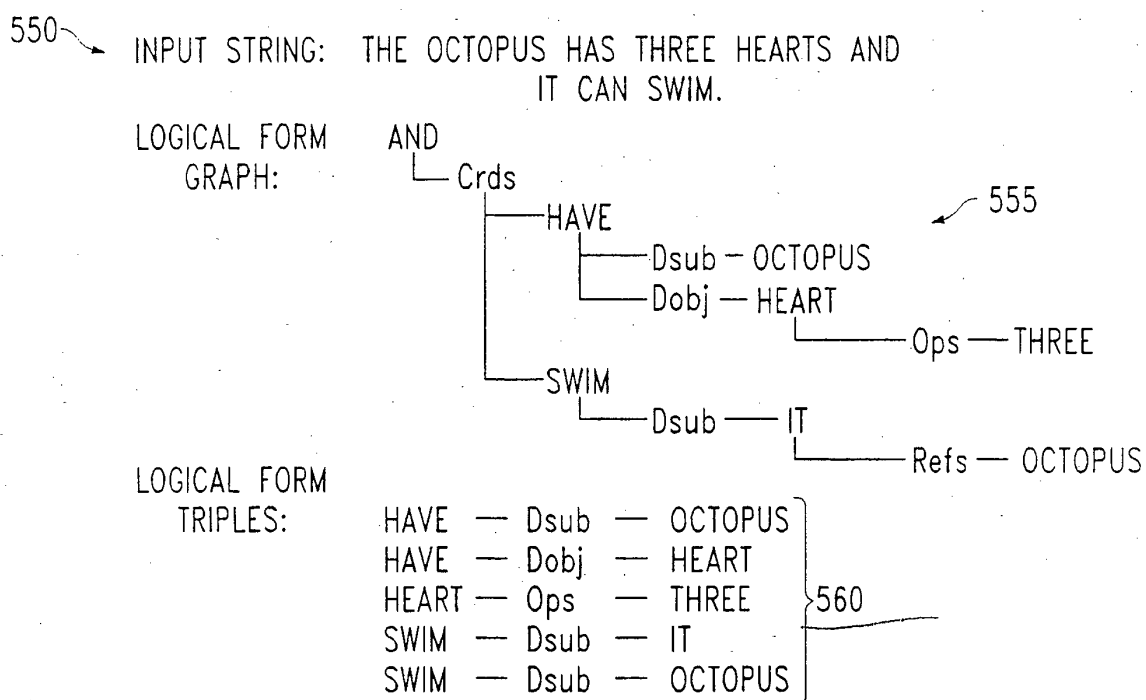 550
INPUT STRING: THE OCTOPUS HAS THREE HEARTS AND
IT CAN SWIM.
LOGICAL FORM AND
GRAPH: Crds
555
HAVE
Dsub — OCTOPUS
Dobj — HEART
Ops — THREE
SWIM
Dsub — IT
Refs — OCTOPUS
LOGICAL FORM
TRIPLES:
HAVE — Dsub — OCTOPUS
HAVE — Dobj — HEART
HEART — Ops — THREE
560
SWIM — Dsub — IT
SWIM — Dsub — OCTOPUS